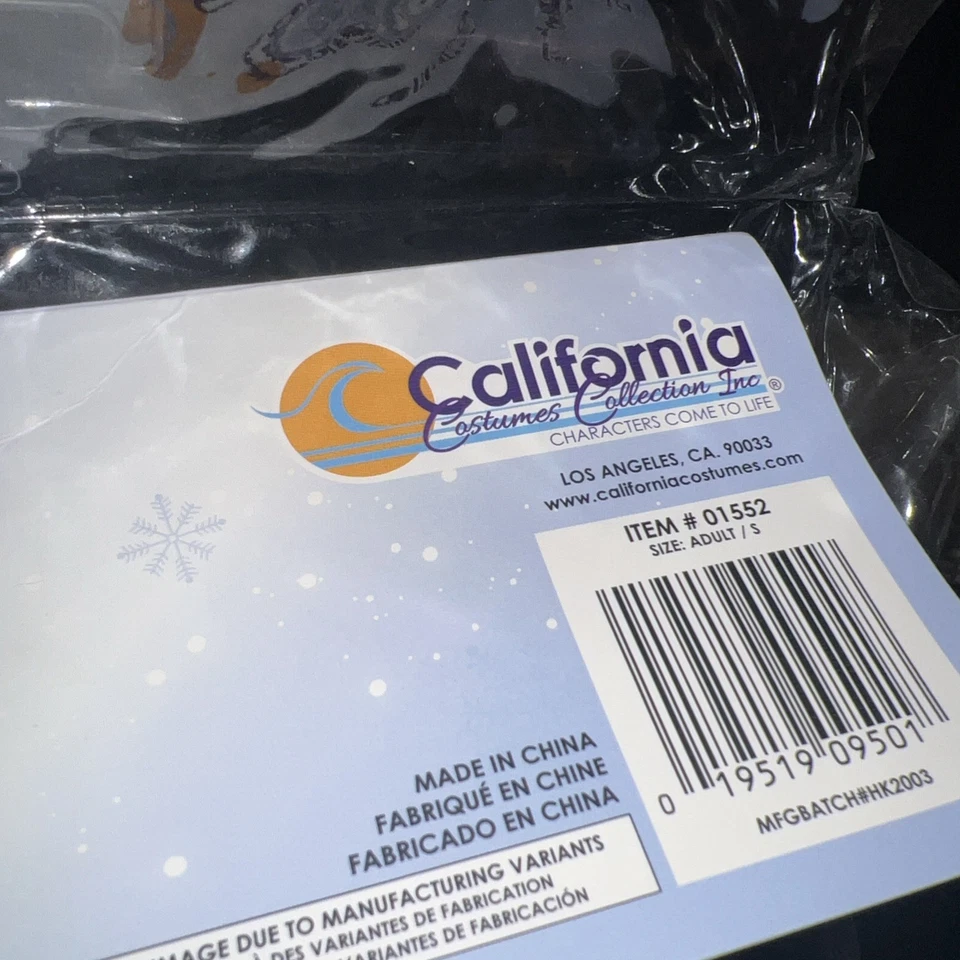 California
Costumes Collection Inc ®
CHARACTERS COME TO LIFE
LOS ANGELES, CA. 90033
www.californiacostumes.com
ITEM # 01552
SIZE: ADULT / S
0 19519 09501
MFGBATCH#HK2003
MADE IN CHINA
FABRIQUÉ EN CHINE
FABRICADO EN CHINA
DUE TO MANUFACTURING VARIANTS
À DES VARIANTES DE FABRICATION
VARIANTES DE FABRICACIÓN